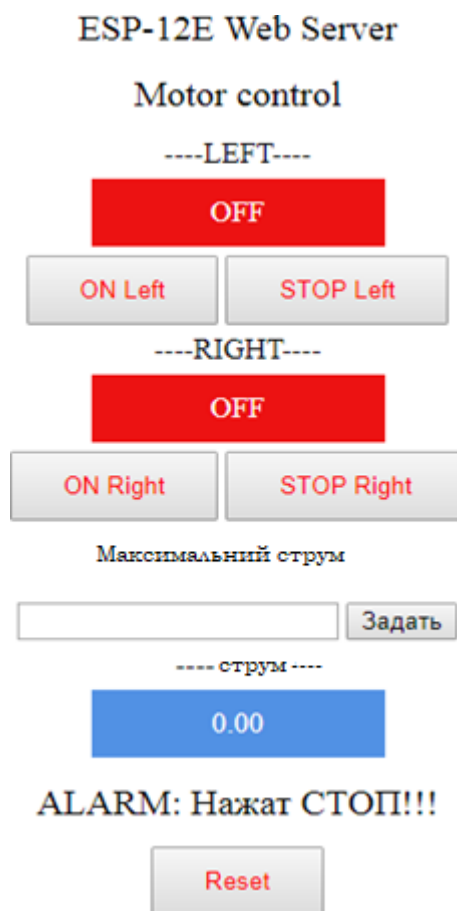 ESP-12E Web Server
Motor control
----LEFT----
OFF
ON Left STOP Left
----RIGHT----
OFF
ON Right STOP Right
Максимальний струм
Задать
---- струм ----
0.00
ALARM: Нажат СТОП!!!
Reset